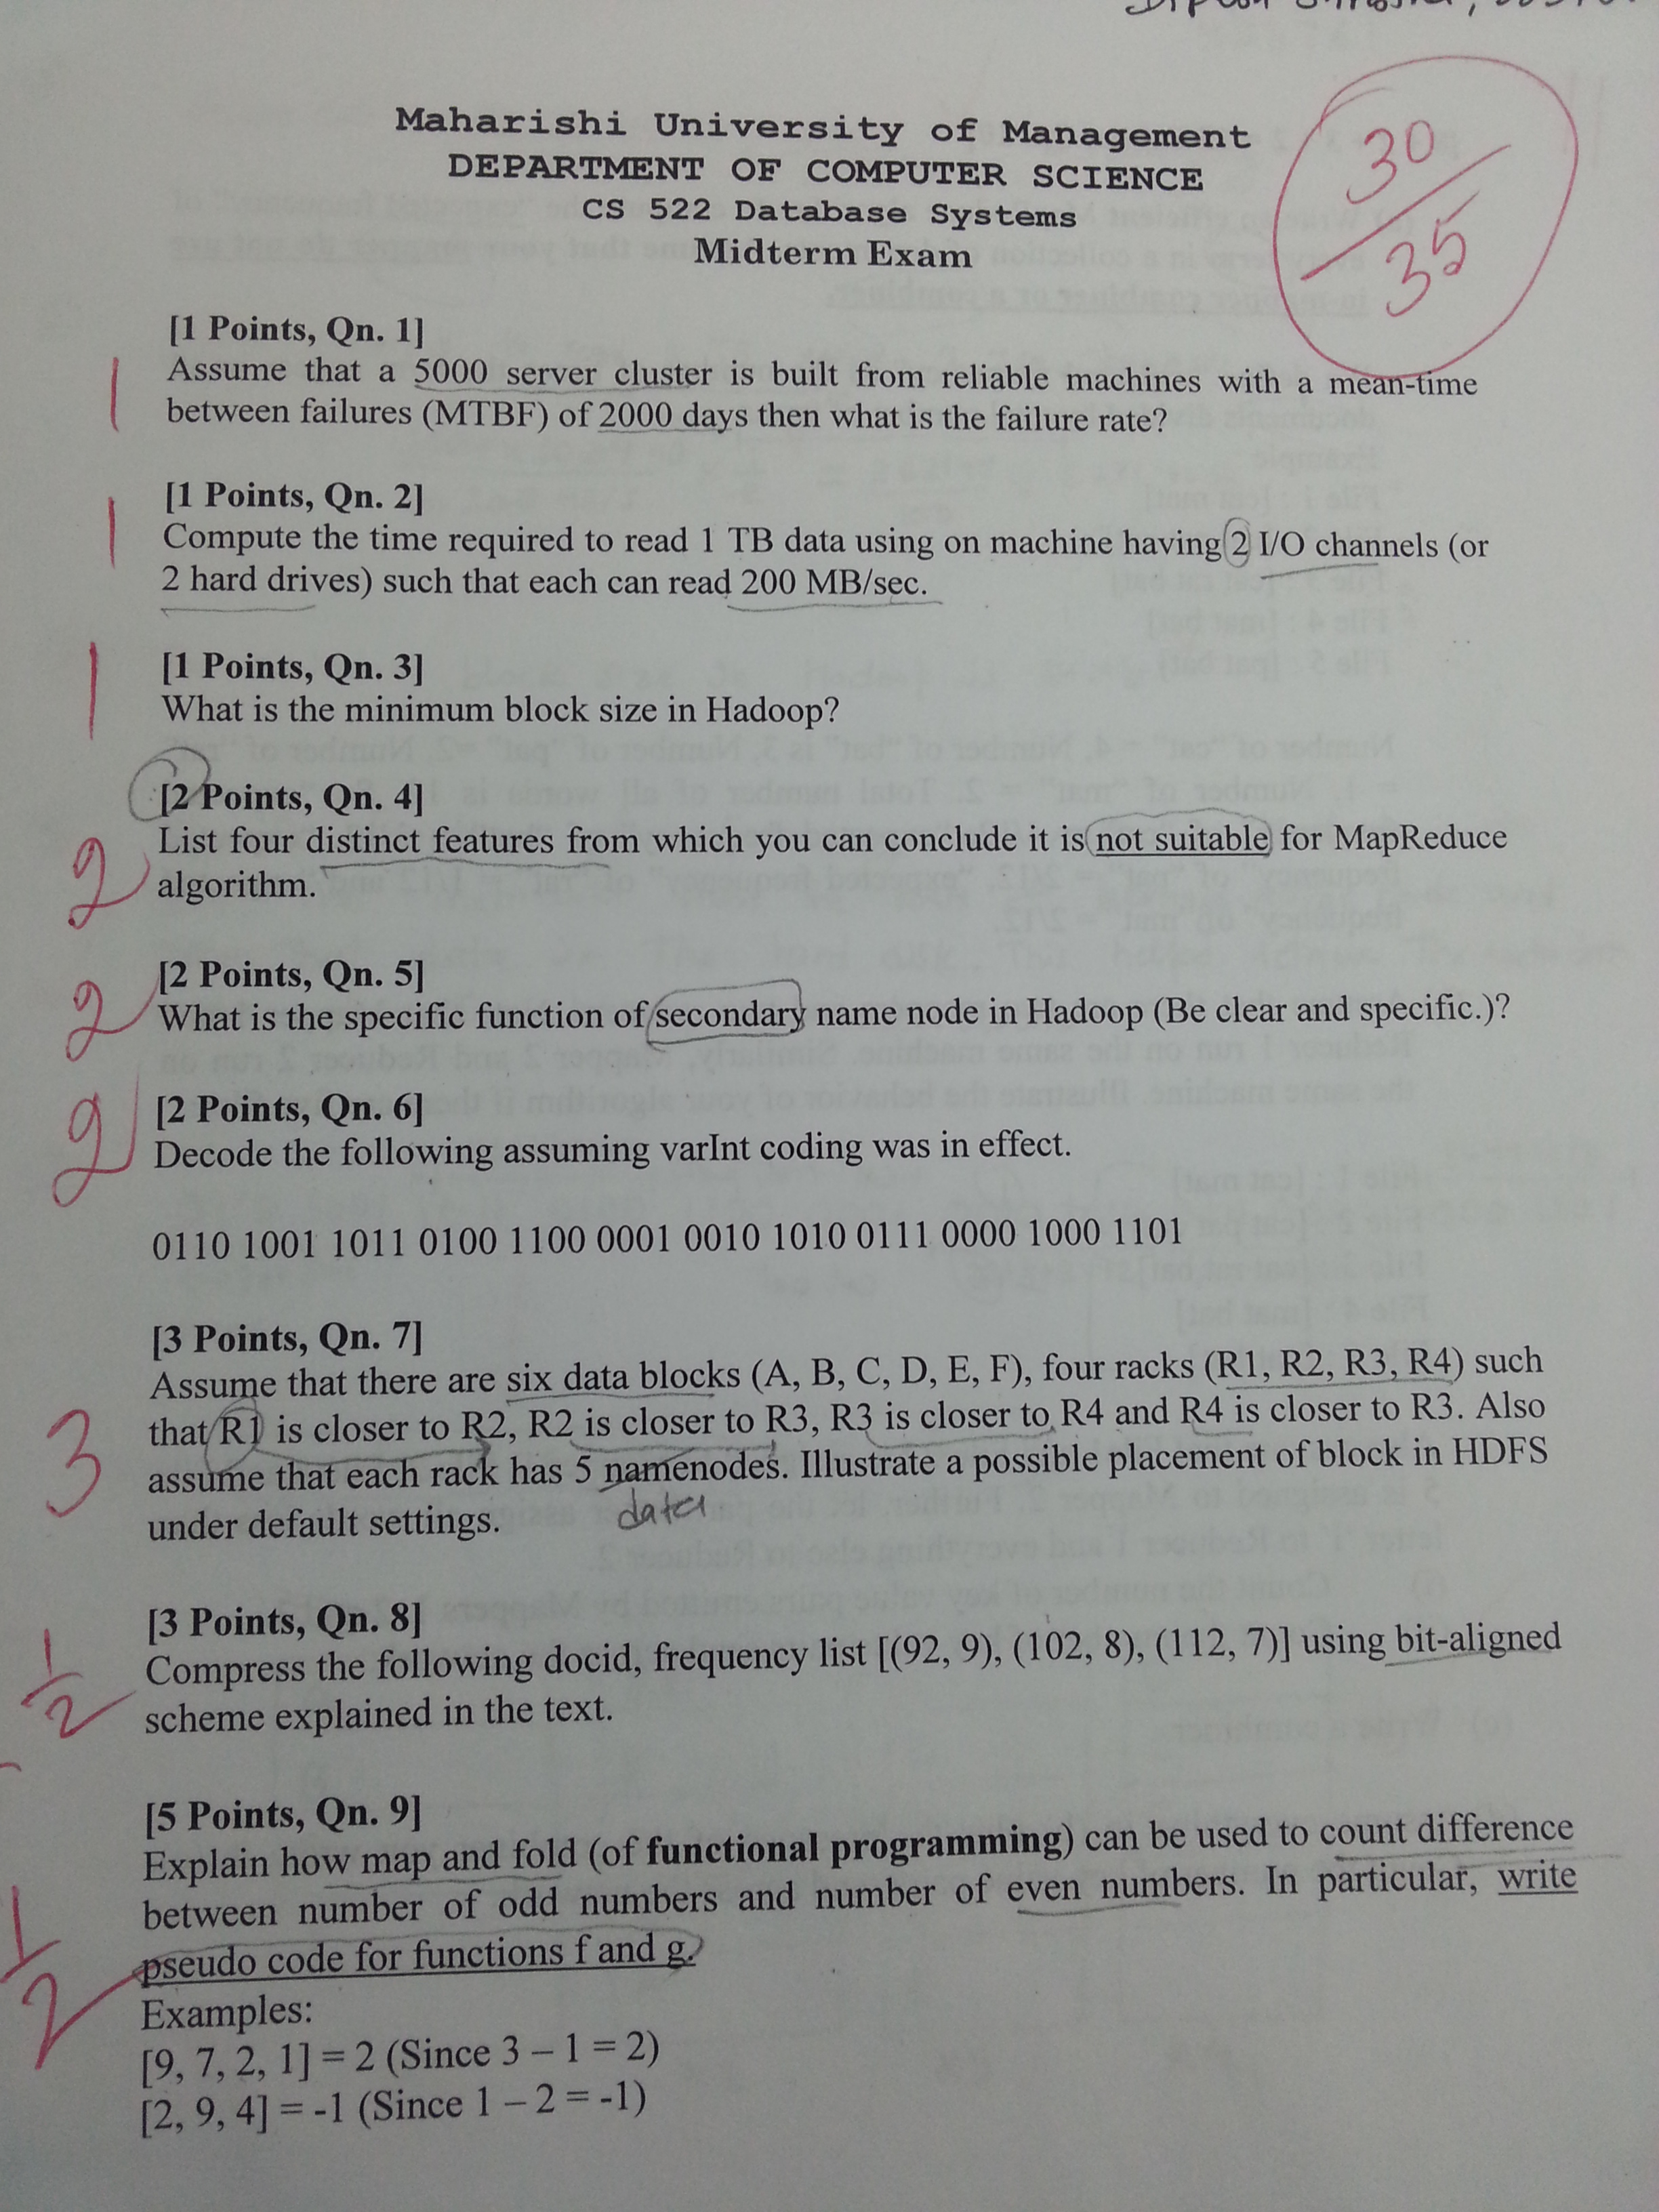 Maharishi University of Management
DEPARTMENT OF COMPUTER SCIENCE
CS 522 Database Systems
Midterm Exam
30
35
[1 Points, Qn. 1]
1
Assume that a 5000 server cluster is built from reliable machines with a mean-time
between failures (MTBF) of 2000 days then what is the failure rate?
[1 Points, Qn. 2]
1
Compute the time required to read 1 TB data using on machine having 2 I/O channels (or
2 hard drives) such that each can read 200 MB/sec.
1
[1 Points, Qn. 3]
What is the minimum block size in Hadoop?
[2 Points, Qn. 4]
2
List four distinct features from which you can conclude it is not suitable for MapReduce
algorithm.
[2 Points, Qn. 5]
2
What is the specific function of secondary name node in Hadoop (Be clear and specific.)?
[2 Points, Qn. 6]
2
Decode the following assuming varInt coding was in effect.
0110 1001 1011 0100 1100 0001 0010 1010 0111 0000 1000 1101
[3 Points, Qn. 7]
Assume that there are six data blocks (A, B, C, D, E, F), four racks (R1, R2, R3, R4) such
3
that R1 is closer to R2, R2 is closer to R3, R3 is closer to R4 and R4 is closer to R3. Also
assume that each rack has 5 namenodes. Illustrate a possible placement of block in HDFS
data
under default settings.
[3 Points, Qn. 8]
1/2
Compress the following docid, frequency list [(92, 9), (102, 8), (112, 7)] using bit-aligned
scheme explained in the text.
[5 Points, Qn. 9]
Explain how map and fold (of functional programming) can be used to count difference
between number of odd numbers and number of even numbers. In particular, write
1/2
pseudo code for functions f and g.
Examples:
[9, 7, 2, 1] = 2 (Since 3 – 1 = 2)
[2, 9, 4] = -1 (Since 1 – 2 = -1)